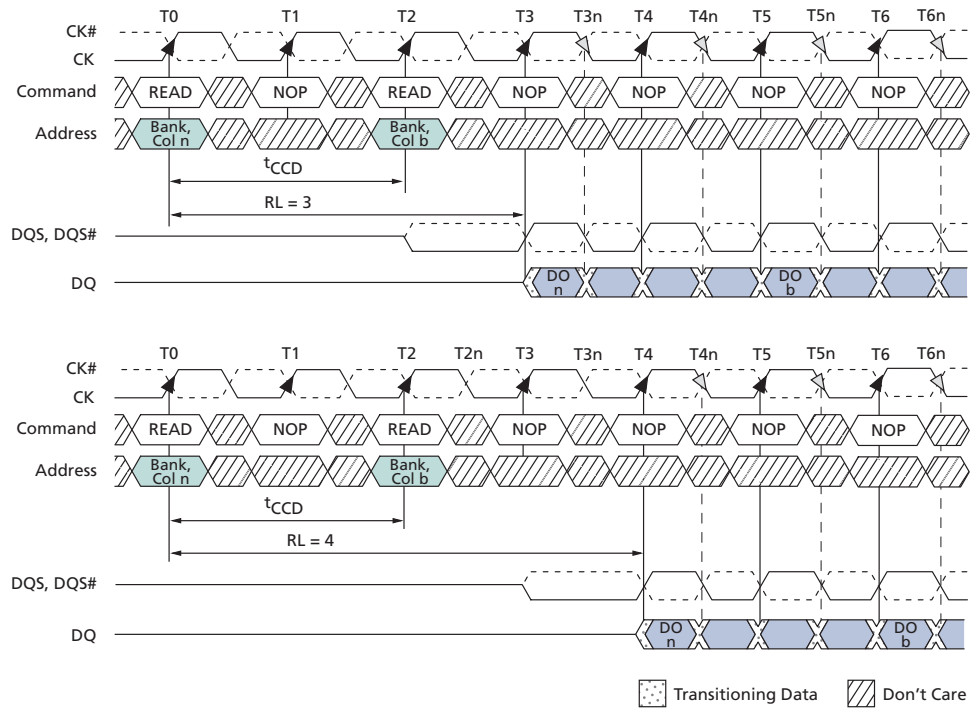 T0 T1 T2 T3 T3n T4 T4n T5 T5n T6 T6n
CK#
CK
Command READ NOP READ NOP NOP NOP NOP
Address Bank, Col n Bank, Col b
tCCD
RL = 3
DQS, DQS#
DQ DO n DO b
T0 T1 T2 T2n T3 T3n T4 T4n T5 T5n T6 T6n
CK#
CK
Command READ NOP READ NOP NOP NOP NOP
Address Bank, Col n Bank, Col b
tCCD
RL = 4
DQS, DQS#
DQ DO n DO b
Transitioning Data Don't Care